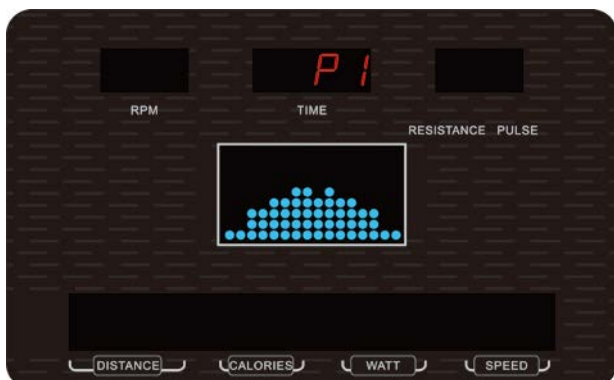 P1
RPM TIME
RESISTANCE PULSE
DISTANCE CALORIES WATT SPEED